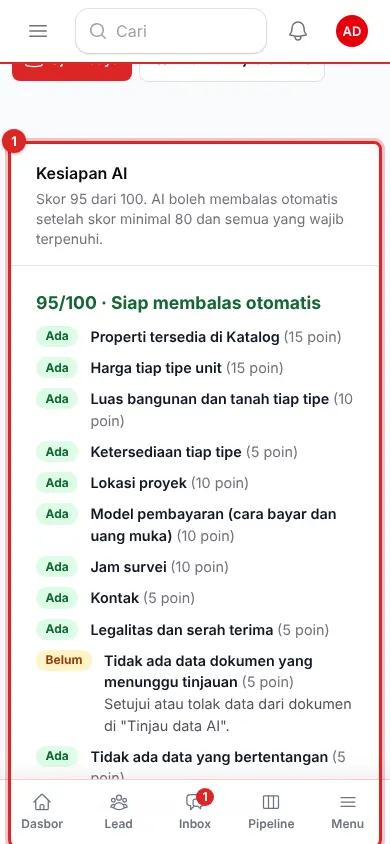 Cari
AD
1
Kesiapan AI
Skor 95 dari 100. AI boleh membalas otomatis
setelah skor minimal 80 dan semua yang wajib
terpenuhi.
95/100 · Siap membalas otomatis
Ada Properti tersedia di Katalog (15 poin)
Ada Harga tiap tipe unit (15 poin)
Ada Luas bangunan dan tanah tiap tipe (10
poin)
Ada Ketersediaan tiap tipe (5 poin)
Ada Lokasi proyek (10 poin)
Ada Model pembayaran (cara bayar dan
uang muka) (10 poin)
Ada Jam survei (10 poin)
Ada Kontak (5 poin)
Ada Legalitas dan serah terima (5 poin)
Belum Tidak ada data dokumen yang
menunggu tinjauan (5 poin)
Setujui atau tolak data dari dokumen
di "Tinjau data AI".
Ada Tidak ada data yang bertentangan (5
poin)
1
Dasbor Lead Inbox Pipeline Menu